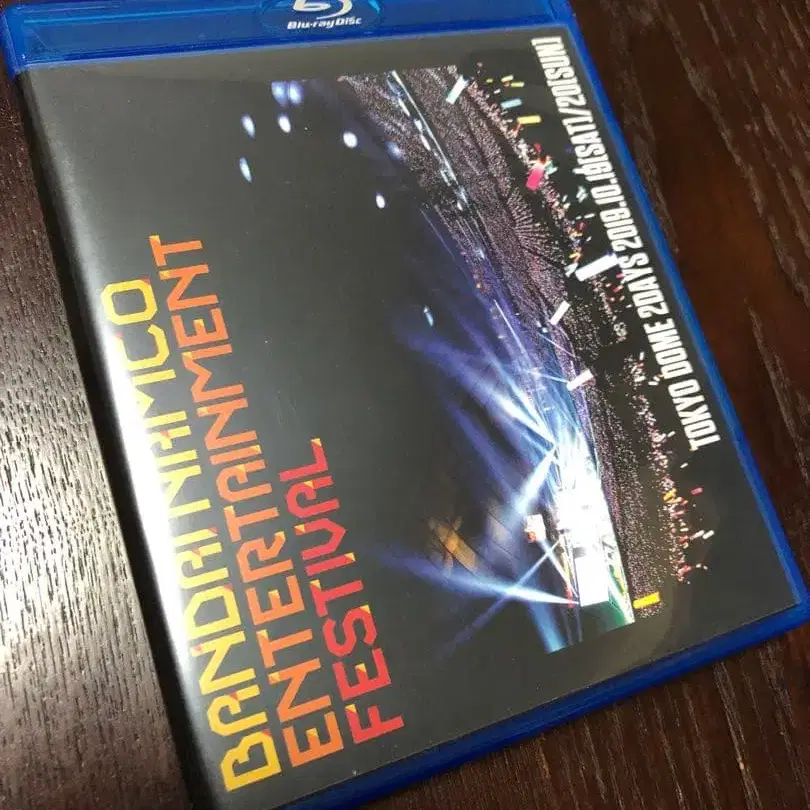 Blu-ray Disc
BANDAI NAMCO
ENTERTAINMENT
FESTIVAL
TOKYO DOME 2DAYS 2019.10.19(SAT)/20(SUN)